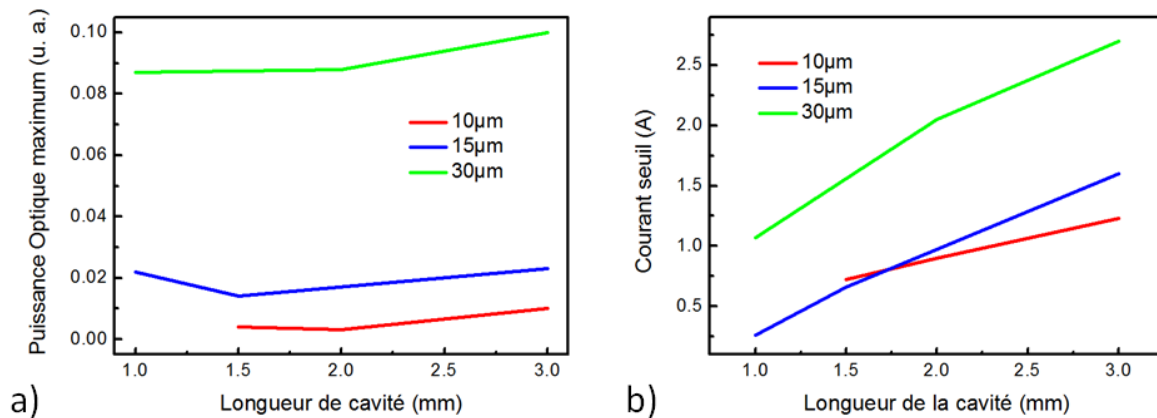 Puissance Optique maximum (u. a.)
0.10
0.08
0.06
0.04
0.02
0.00
10µm
15µm
30µm
1.0 1.5 2.0 2.5 3.0
Longueur de cavité (mm)
a)
Courant seuil (A)
2.5
2.0
1.5
1.0
0.5
10µm
15µm
30µm
1.0 1.5 2.0 2.5 3.0
Longueur de la cavité (mm)
b)